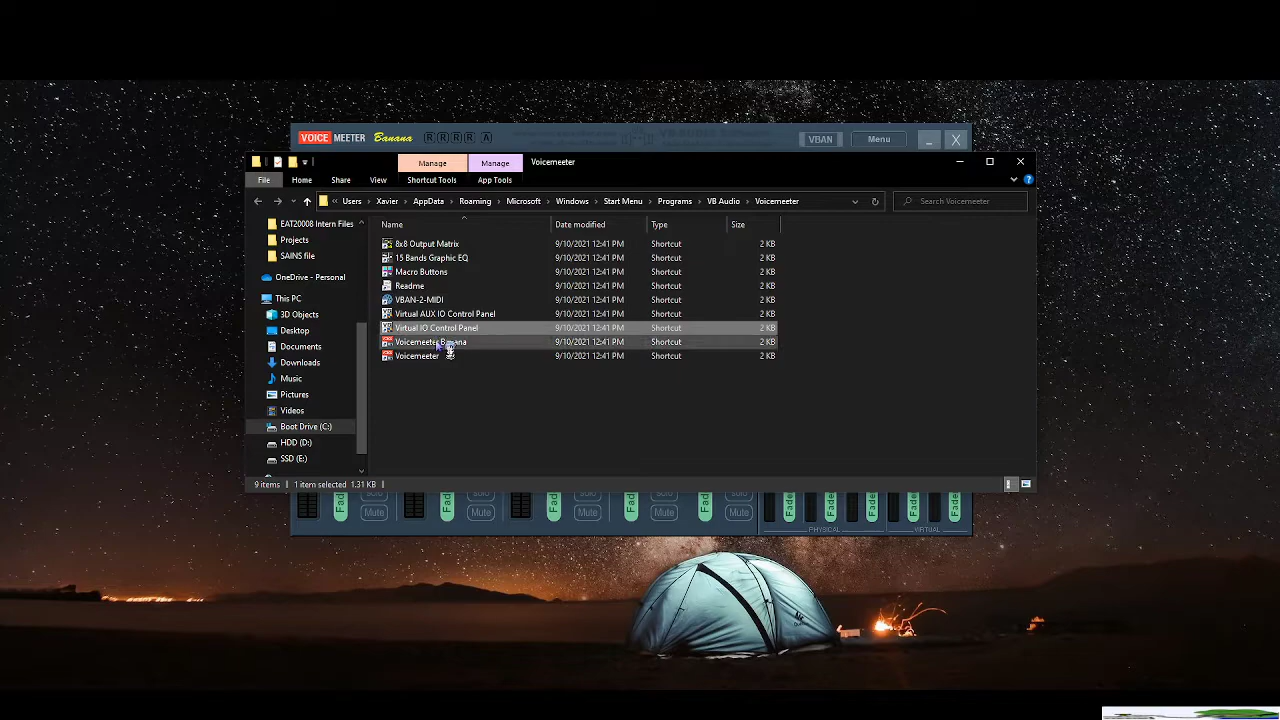 VOICEMEETER Banana R R R R A VBAN Menu
Manage Manage Voicemeeter
File Home Share View Shortcut Tools App Tools
« Users > Xavier > AppData > Roaming > Microsoft > Windows > Start Menu > Programs > VB Audio > Voicemeeter Search Voicemeeter
EAT20008 Intern Files
Projects
SAINS file
OneDrive - Personal
This PC
3D Objects
Desktop
Documents
Downloads
Music
Pictures
Videos
Boot Drive (C:)
HDD (D:)
SSD (E:)
Name Date modified Type Size
8x8 Output Matrix 9/10/2021 12:41 PM Shortcut 2 KB
15 Bands Graphic EQ 9/10/2021 12:41 PM Shortcut 2 KB
Macro Buttons 9/10/2021 12:41 PM Shortcut 2 KB
Readme 9/10/2021 12:41 PM Shortcut 2 KB
VBAN-2-MIDI 9/10/2021 12:41 PM Shortcut 2 KB
Virtual AUX IO Control Panel 9/10/2021 12:41 PM Shortcut 2 KB
Virtual IO Control Panel 9/10/2021 12:41 PM Shortcut 2 KB
Voicemeeter Banana 9/10/2021 12:41 PM Shortcut 2 KB
Voicemeeter 9/10/2021 12:41 PM Shortcut 2 KB
9 items 1 item selected 1.31 KB
Mute Mute Mute Mute Mute
PHYSICAL VIRTUAL